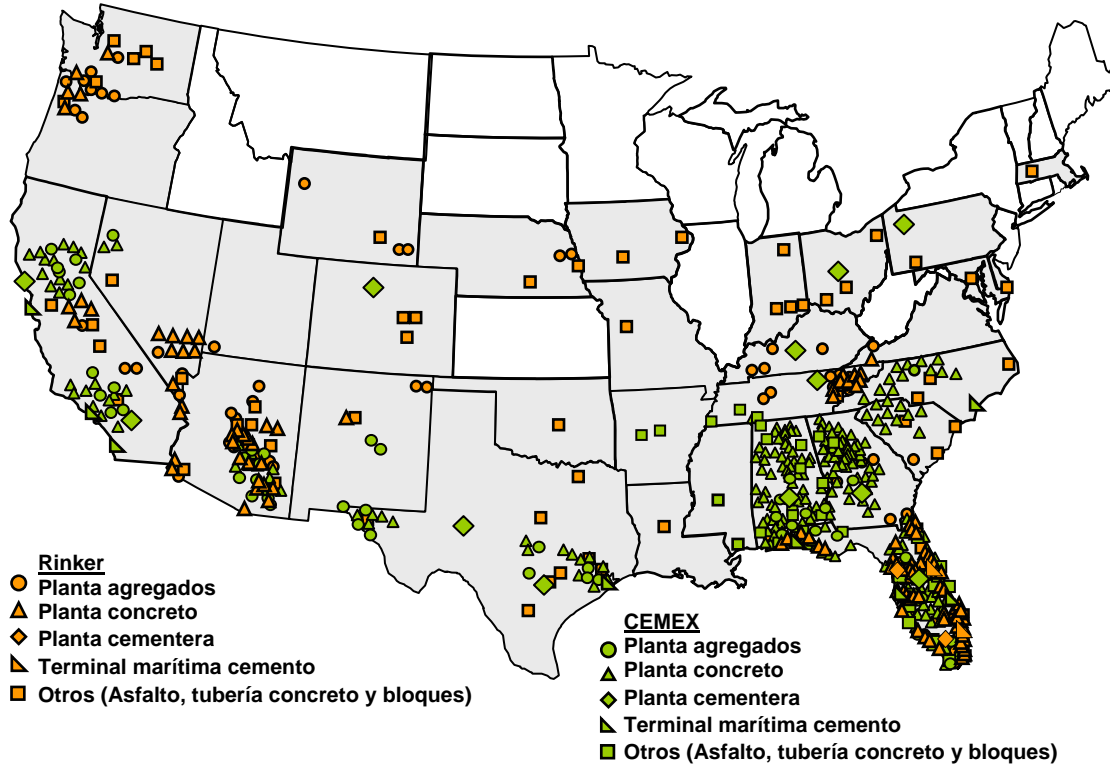 Rinker
Planta agregados
Planta concreto
Planta cementera
Terminal marítima cemento
Otros (Asfalto, tubería concreto y bloques)
CEMEX
Planta agregados
Planta concreto
Planta cementera
Terminal marítima cemento
Otros (Asfalto, tubería concreto y bloques)